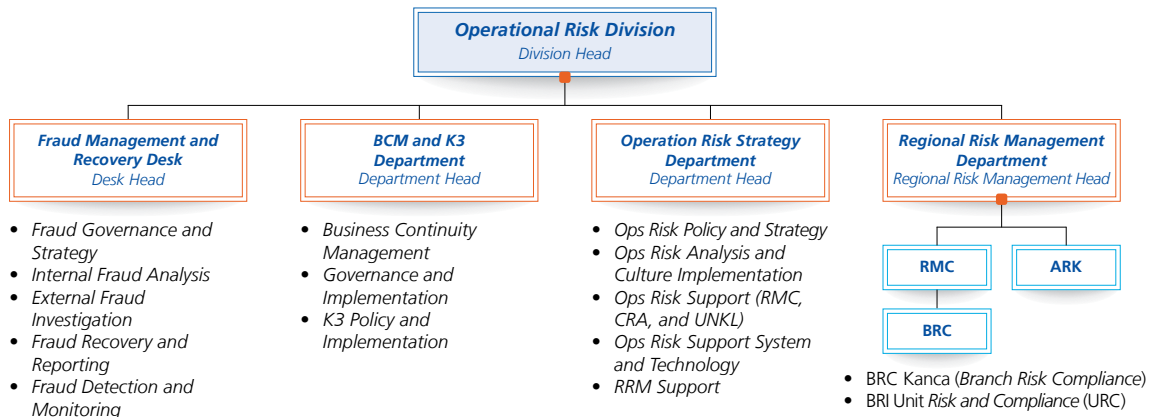 Operational Risk Division
Division Head
Fraud Management and
Recovery Desk
Desk Head
BCM and K3
Department
Department Head
Operation Risk Strategy
Department
Department Head
Regional Risk Management
Department
Regional Risk Management Head
• Fraud Governance and
Strategy
• Internal Fraud Analysis
• External Fraud
Investigation
• Fraud Recovery and
Reporting
• Fraud Detection and
Monitoring
• Business Continuity
Management
• Governance and
Implementation
• K3 Policy and
Implementation
• Ops Risk Policy and Strategy
• Ops Risk Analysis and
Culture Implementation
• Ops Risk Support (RMC,
CRA, and UNKL)
• Ops Risk Support System
and Technology
• RRM Support
RMC
ARK
BRC
• BRC Kanca (Branch Risk Compliance)
• BRI Unit Risk and Compliance (URC)